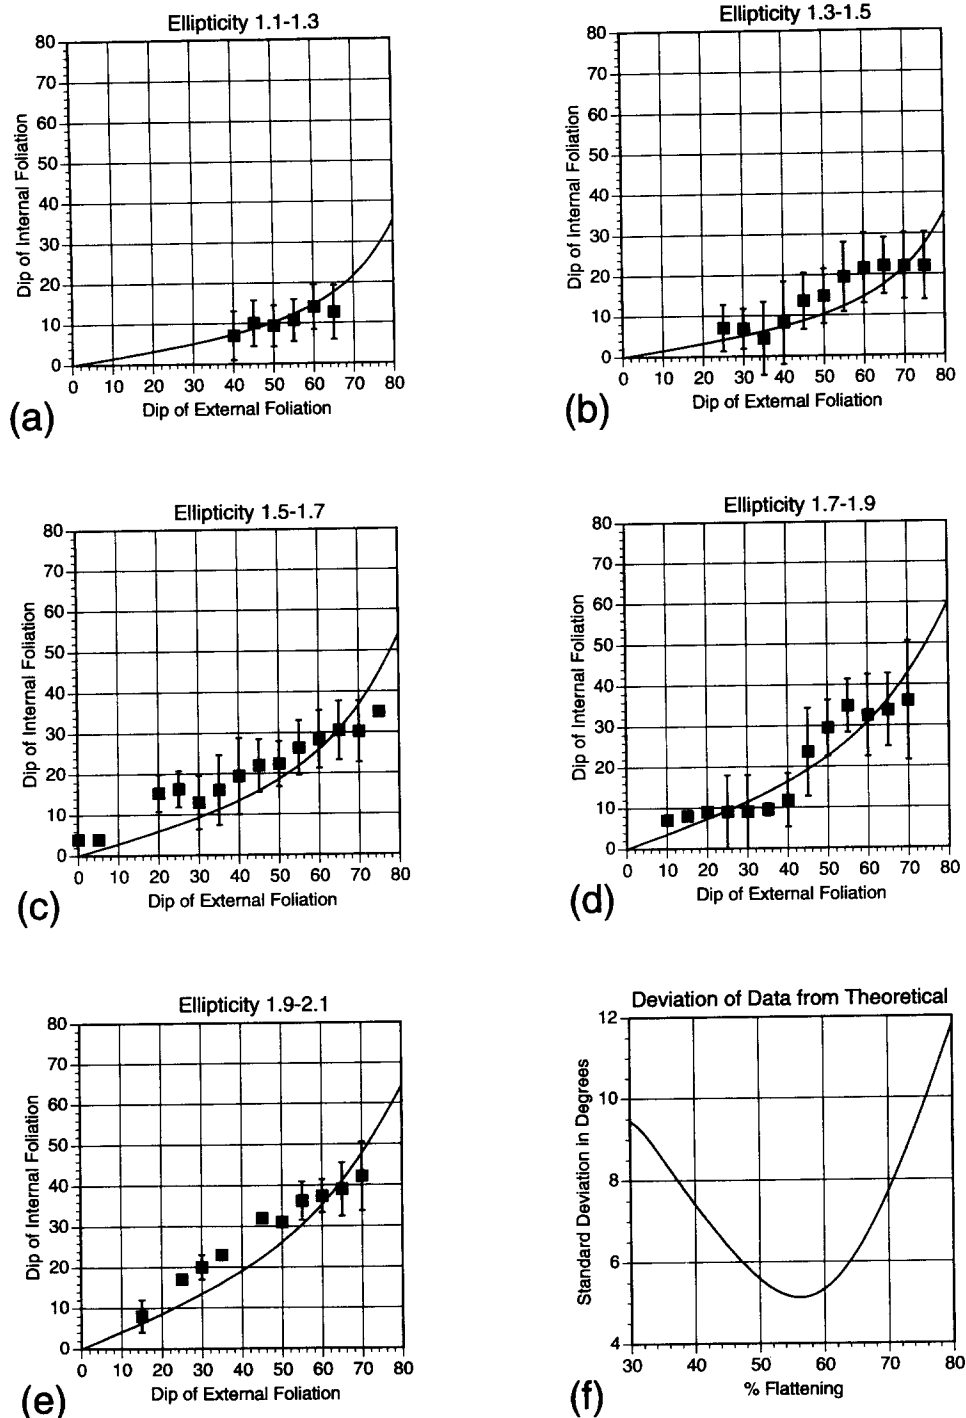 Ellipticity 1.1-1.3
80
70
60
50
40
30
20
10
0
Dip of Internal Foliation
0 10 20 30 40 50 60 70 80
Dip of External Foliation
(a)
Ellipticity 1.3-1.5
80
70
60
50
40
30
20
10
0
Dip of Internal Foliation
0 10 20 30 40 50 60 70 80
Dip of External Foliation
(b)
Ellipticity 1.5-1.7
80
70
60
50
40
30
20
10
0
Dip of Internal Foliation
0 10 20 30 40 50 60 70 80
Dip of External Foliation
(c)
Ellipticity 1.7-1.9
80
70
60
50
40
30
20
10
0
Dip of Internal Foliation
0 10 20 30 40 50 60 70 80
Dip of External Foliation
(d)
Ellipticity 1.9-2.1
80
70
60
50
40
30
20
10
0
Dip of Internal Foliation
0 10 20 30 40 50 60 70 80
Dip of External Foliation
(e)
Deviation of Data from Theoretical
12
10
8
6
4
Standard Deviation in Degrees
30 40 50 60 70 80
% Flattening
(f)